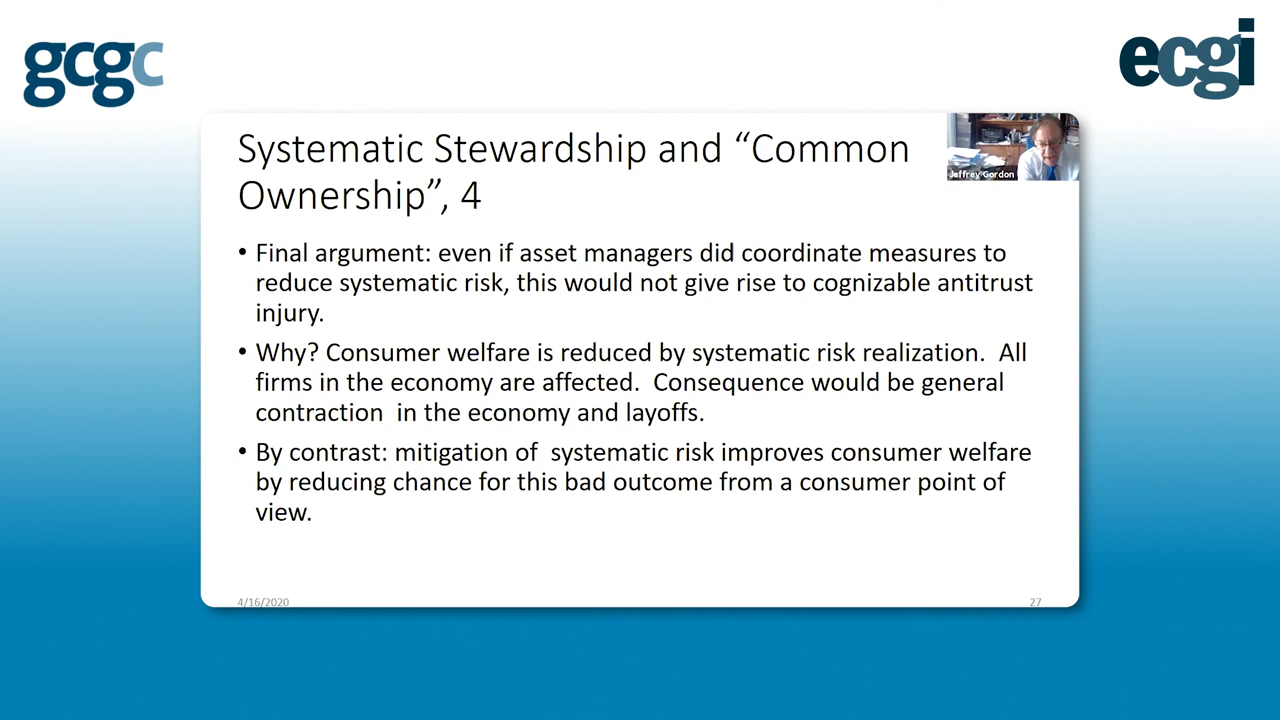 gcgc
ecgi
Systematic Stewardship and “Common
Ownership”, 4
Jeffrey Gordon
• Final argument: even if asset managers did coordinate measures to
reduce systematic risk, this would not give rise to cognizable antitrust
injury.
• Why? Consumer welfare is reduced by systematic risk realization.  All
firms in the economy are affected.  Consequence would be general
contraction  in the economy and layoffs.
• By contrast: mitigation of  systematic risk improves consumer welfare
by reducing chance for this bad outcome from a consumer point of
view.
4/16/2020
27